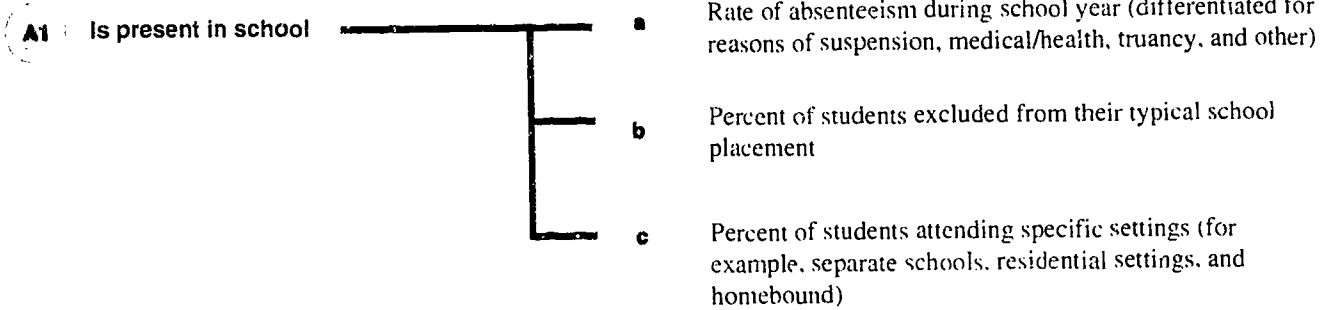 A1 Is present in school
a Rate of absenteeism during school year (differentiated for
reasons of suspension, medical/health, truancy, and other)
b Percent of students excluded from their typical school
placement
c Percent of students attending specific settings (for
example, separate schools, residential settings, and
homebound)